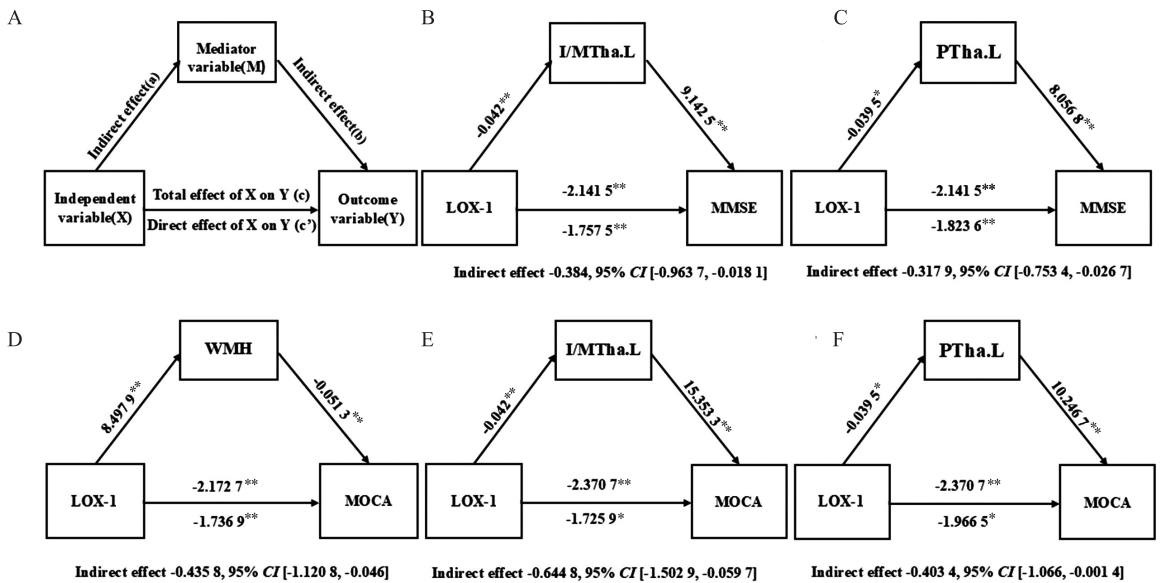 A
Mediator
variable(M)
Indirect effect(a)
Indirect effect(b)
Independent
variable(X)
Total effect of X on Y (c)
Direct effect of X on Y (c’)
Outcome
variable(Y)
B
I/MTha.L
-0.042**
9.142 5**
LOX-1
-2.141 5**
-1.757 5**
MMSE
Indirect effect -0.384, 95% CI [-0.963 7, -0.018 1]
C
PTha.L
-0.039 5*
8.056 8**
LOX-1
-2.141 5**
-1.823 6**
MMSE
Indirect effect -0.317 9, 95% CI [-0.753 4, -0.026 7]
D
WMH
8.497 9**
-0.051 3**
LOX-1
-2.172 7**
-1.736 9**
MOCA
Indirect effect -0.435 8, 95% CI [-1.120 8, -0.046]
E
I/MTha.L
-0.042**
15.353 3**
LOX-1
-2.370 7**
-1.725 9*
MOCA
Indirect effect -0.644 8, 95% CI [-1.502 9, -0.059 7]
F
PTha.L
-0.039 5*
10.246 7**
LOX-1
-2.370 7**
-1.966 5*
MOCA
Indirect effect -0.403 4, 95% CI [-1.066, -0.001 4]